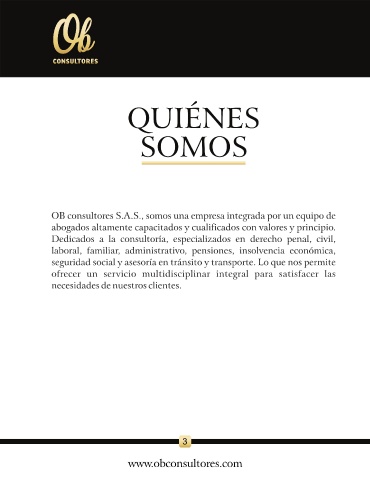 Ob
CONSULTORES
QUIÉNES
SOMOS
OB consultores S.A.S., somos una empresa integrada por un equipo de
abogados altamente capacitados y cualificados con valores y principio.
Dedicados a la consultoría, especializados en derecho penal, civil,
laboral, familiar, administrativo, pensiones, insolvencia económica,
seguridad social y asesoría en tránsito y transporte. Lo que nos permite
ofrecer un servicio multidisciplinar integral para satisfacer las
necesidades de nuestros clientes.
3
www.obconsultores.com